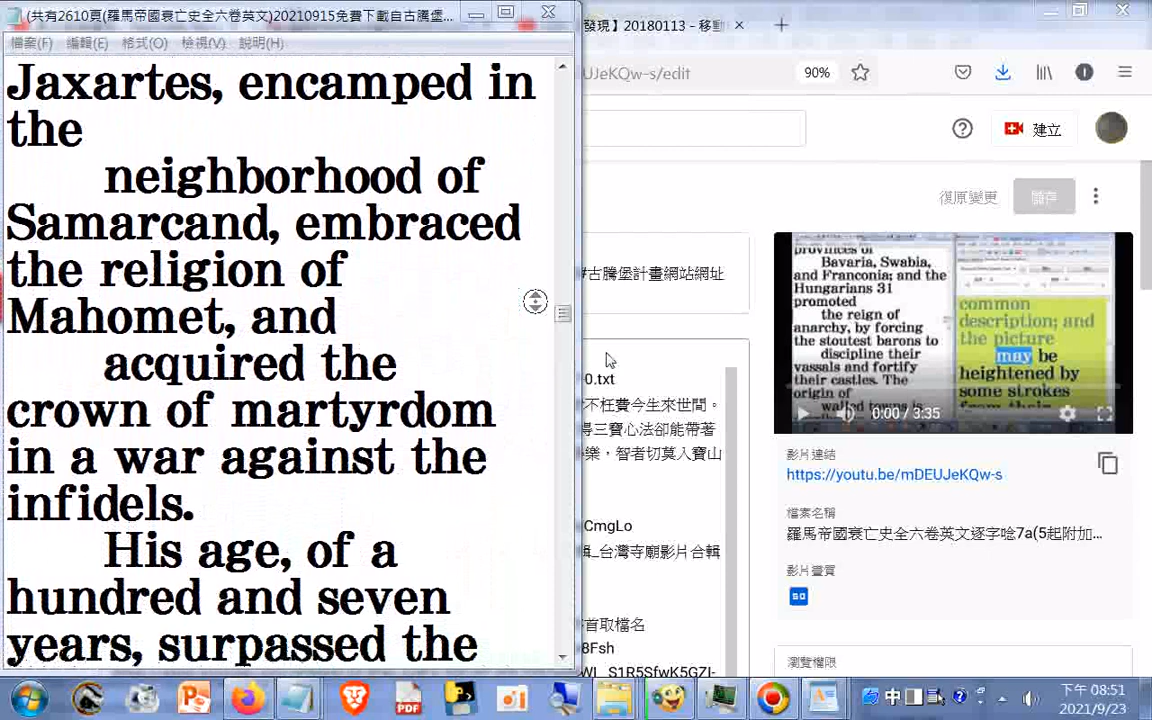 (共有2610頁(羅馬帝國衰亡史全六卷英文)20210915免費下載自古騰堡...
檔案(F) 編輯(E) 格式(O) 檢視(V) 說明(H)
Jaxartes, encamped in
the
neighborhood of
Samarcand, embraced
the religion of
Mahomet, and
acquired the
crown of martyrdom
in a war against the
infidels.
His age, of a
hundred and seven
years, surpassed the
發現】20180113 - 移動
UJeKQw-s/edit
90%
建立
復原變更
儲存
#古騰堡計畫網站網址
0.txt
不枉費今生來世間。
得三寶心法卻能帶著
樂，智者切莫入寶山
CmgLo
輯_台灣寺廟影片合輯
首取檔名
8Fsh
WI_S1R5SfwK5GZI-
provinces of
Bavaria, Swabia,
and Franconia; and the
Hungarians 31
promoted
the reign of
anarchy, by forcing
the stoutest barons to
discipline their
vassals and fortify
their castles. The
origin of
walled towns is
common
description; and
the picture
may be
heightened by
some strokes
from their
0:00 / 3:35
影片連結
https://youtu.be/mDEUJeKQw-s
檔案名稱
羅馬帝國衰亡史全六卷英文逐字唸7a(5起附加...
影片畫質
SD
瀏覽權限
中
下午 08:51
2021/9/23